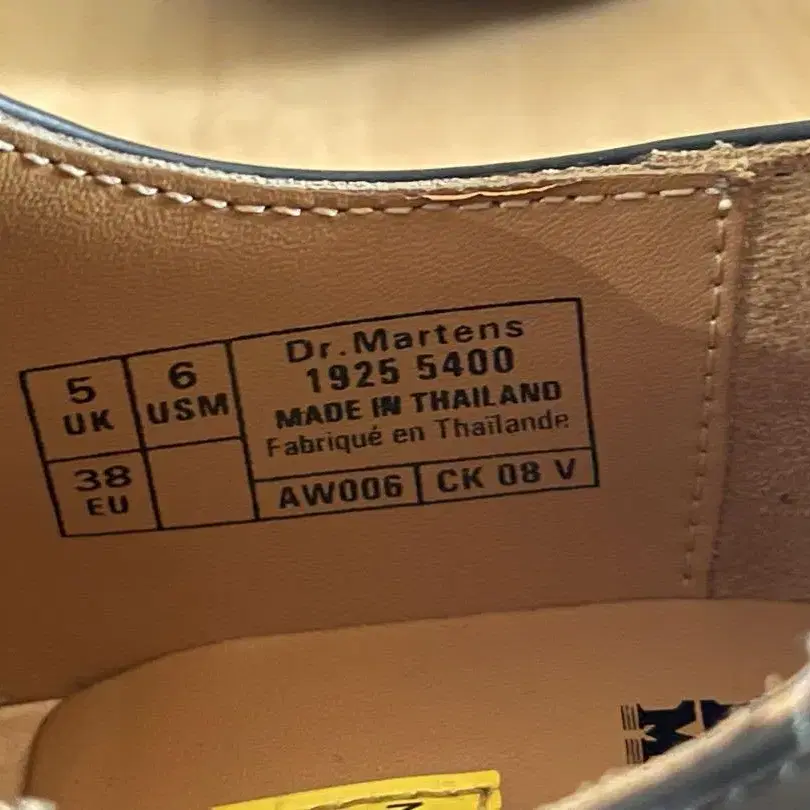 5
UK
6
USM
38
EU
Dr.Martens
1925 5400
MADE IN THAILAND
Fabriqué en Thaïlande
AW006
CK 08 V